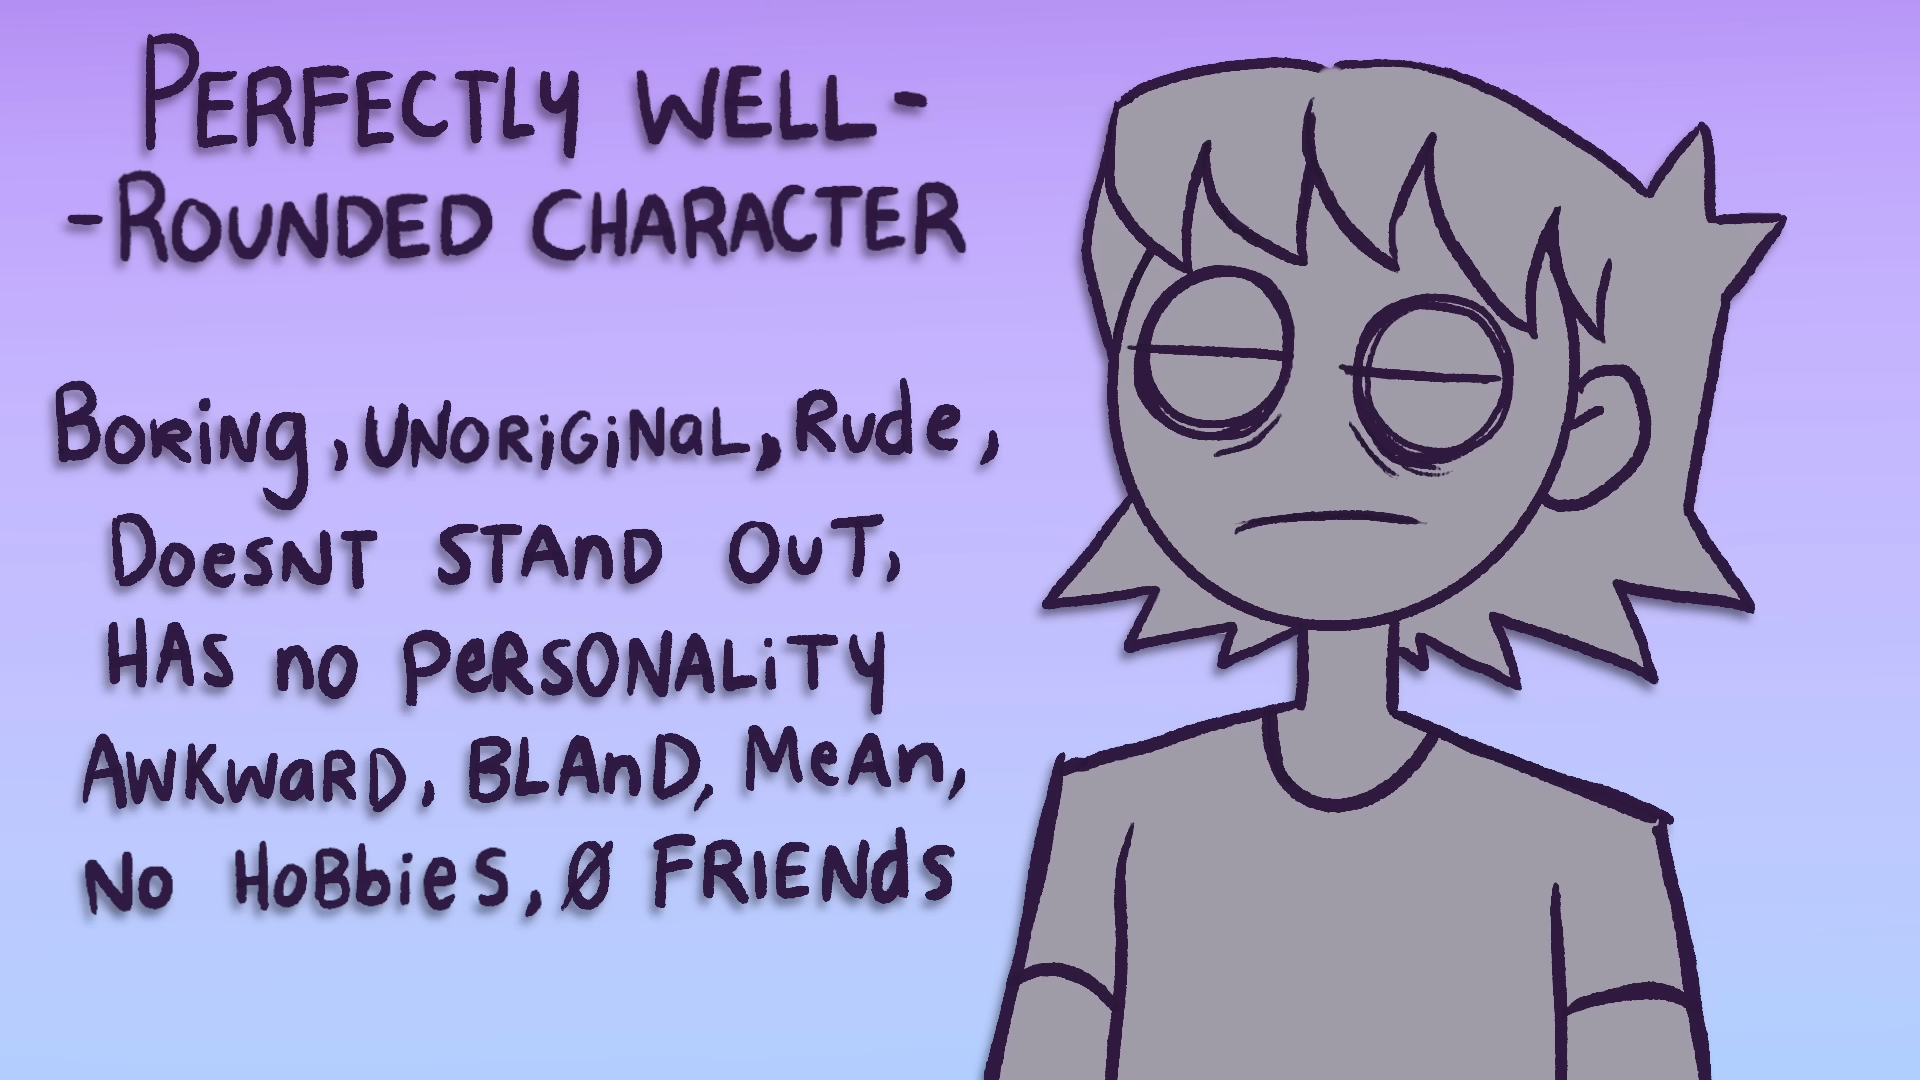 PERFECTLY WELL-
-ROUNDED CHARACTER
BORiNg, UNORiGiNaL, Rude,
DoesNT STAnD OuT,
HAS no PeRSONALiTY
AWKWaRD, BLAnD, MeAn,
No HoBbieS, Ø FRIENdS